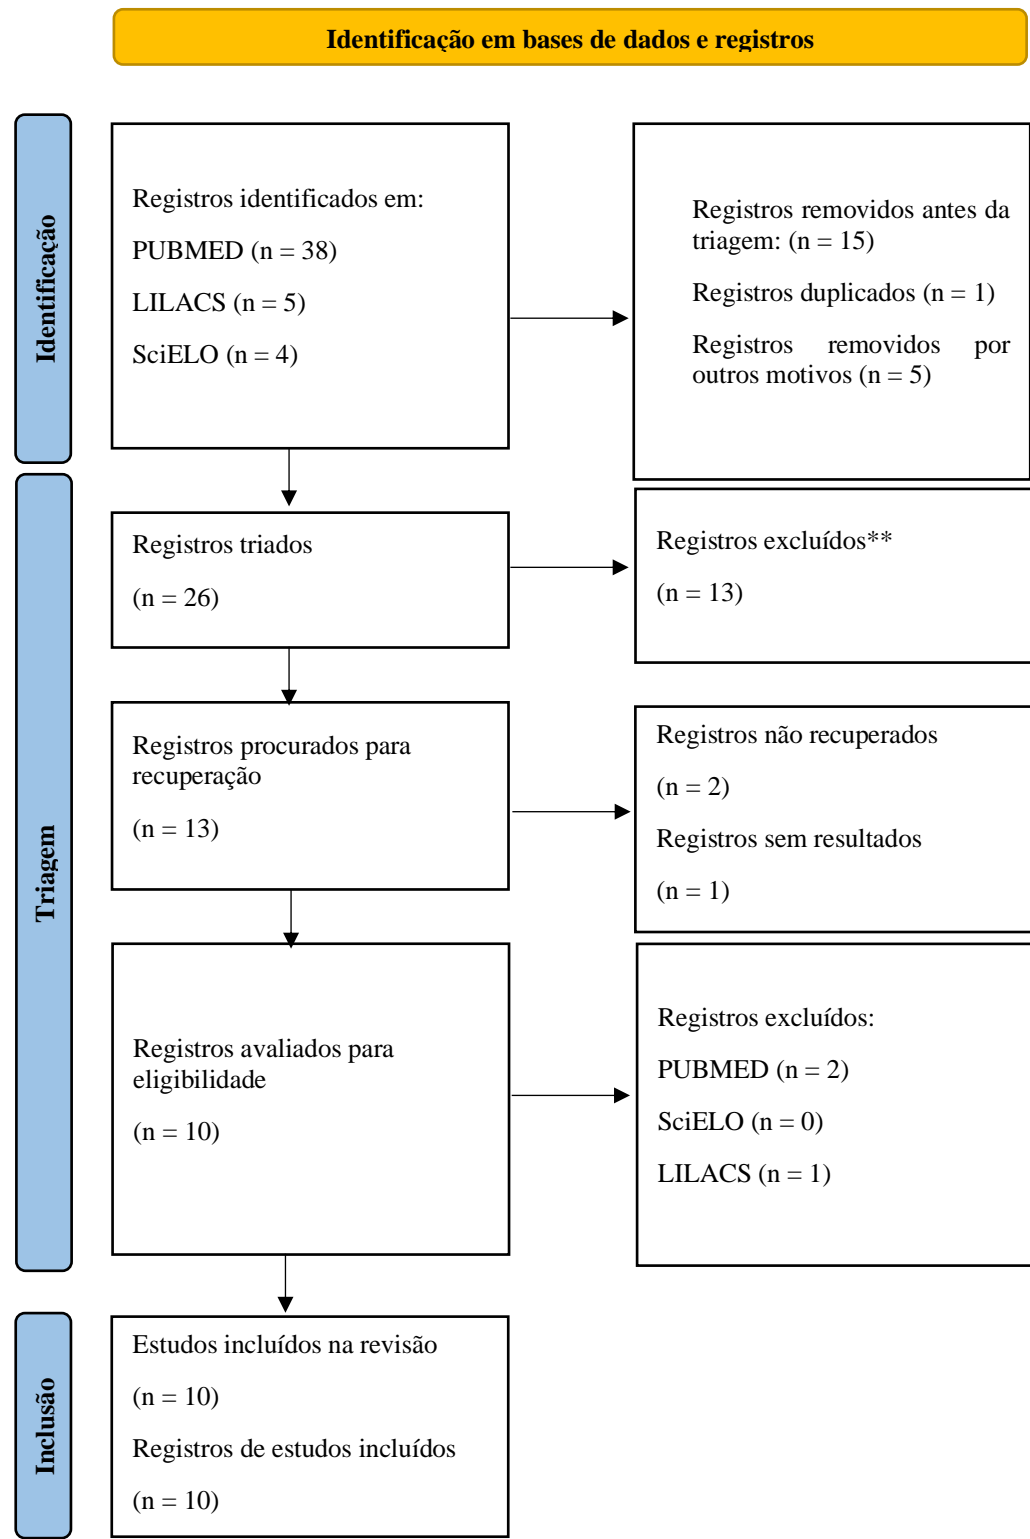 Identificação em bases de dados e registros
Identificação
Registros identificados em:
PUBMED (n = 38)
LILACS (n = 5)
SciELO (n = 4)
Registros removidos antes da
triagem: (n = 15)
Registros duplicados (n = 1)
Registros removidos por
outros motivos (n = 5)
Triagem
Registros triados
(n = 26)
Registros excluídos**
(n = 13)
Registros procurados para
recuperação
(n = 13)
Registros não recuperados
(n = 2)
Registros sem resultados
(n = 1)
Registros avaliados para
eligibilidade
(n = 10)
Registros excluídos:
PUBMED (n = 2)
SciELO (n = 0)
LILACS (n = 1)
Inclusão
Estudos incluídos na revisão
(n = 10)
Registros de estudos incluídos
(n = 10)